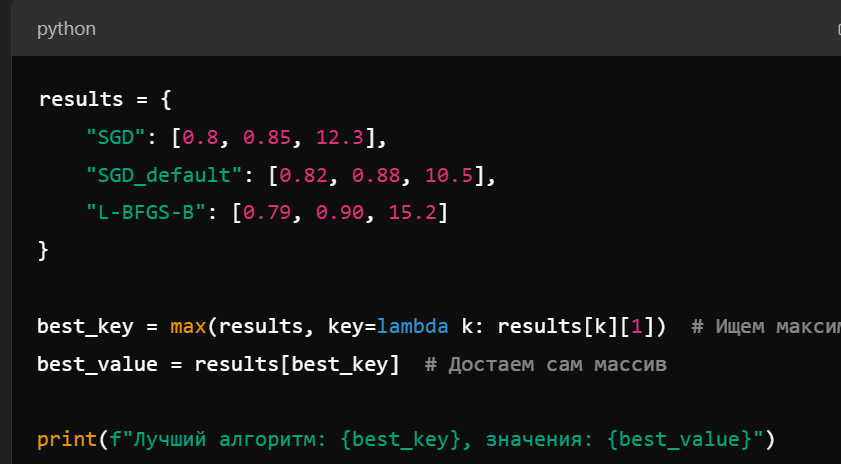 python
results = {
    "SGD": [0.8, 0.85, 12.3],
    "SGD_default": [0.82, 0.88, 10.5],
    "L-BFGS-B": [0.79, 0.90, 15.2]
}
best_key = max(results, key=lambda k: results[k][1])  # Ищем
best_value = results[best_key]  # Достаем сам массив
print(f"Лучший алгоритм: {best_key}, значения: {best_value}")